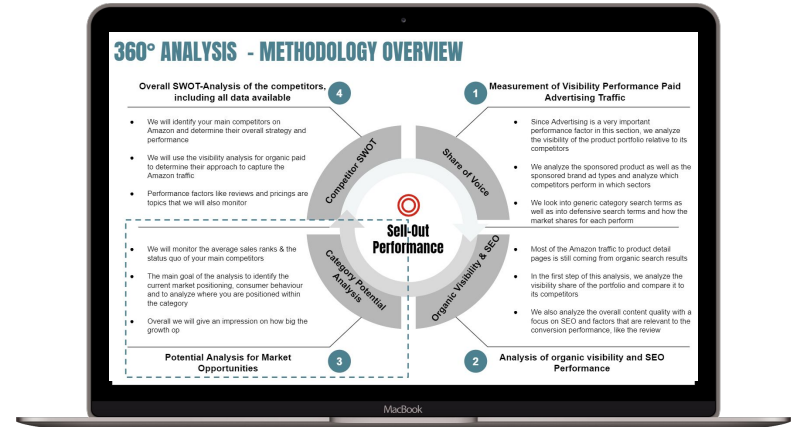 360° ANALYSIS - METHODOLOGY OVERVIEW
Overall SWOT-Analysis of the competitors,
including all data available
4
We will identify your main competitors on
Amazon and determine their overall strategy and
performance
We will use the visibility analysis for organic paid
to determine their approach to capture the
Amazon traffic
Performance factors like reviews and pricings are
topics that we will also monitor
1
Measurement of Visibility Performance Paid
Advertising Traffic
Since Advertising is a very important
performance factor in this section, we analyze
the visibility of the product portfolio relative to its
competitors
We analyze the sponsored product as well as the
sponsored brand ad types and analyze which
competitors perform in which sectors
We look into generic category search terms as
well as into defensive search terms and how the
market shares for each perform
Competitor SWOT
Share of Voice
Sell-Out
Performance
Category Potential
Analysis
Organic Visibility & SEO
We will monitor the average sales ranks & the
status quo of your main competitors
The main goal of the analysis to identify the
current market positioning, consumer behaviour
and to analyze where you are positioned within
the category
Overall we will give an impression on how big the
growth op
Potential Analysis for Market
Opportunities
3
Most of the Amazon traffic to product detail
pages is still coming from organic search results
In the first step of this analysis, we analyze the
visibility share of the portfolio and compare it to
its competitors
We also analyze the overall content quality with a
focus on SEO and factors that are relevant to the
conversion performance, like the review
2
Analysis of organic visibility and SEO
Performance
MacBook